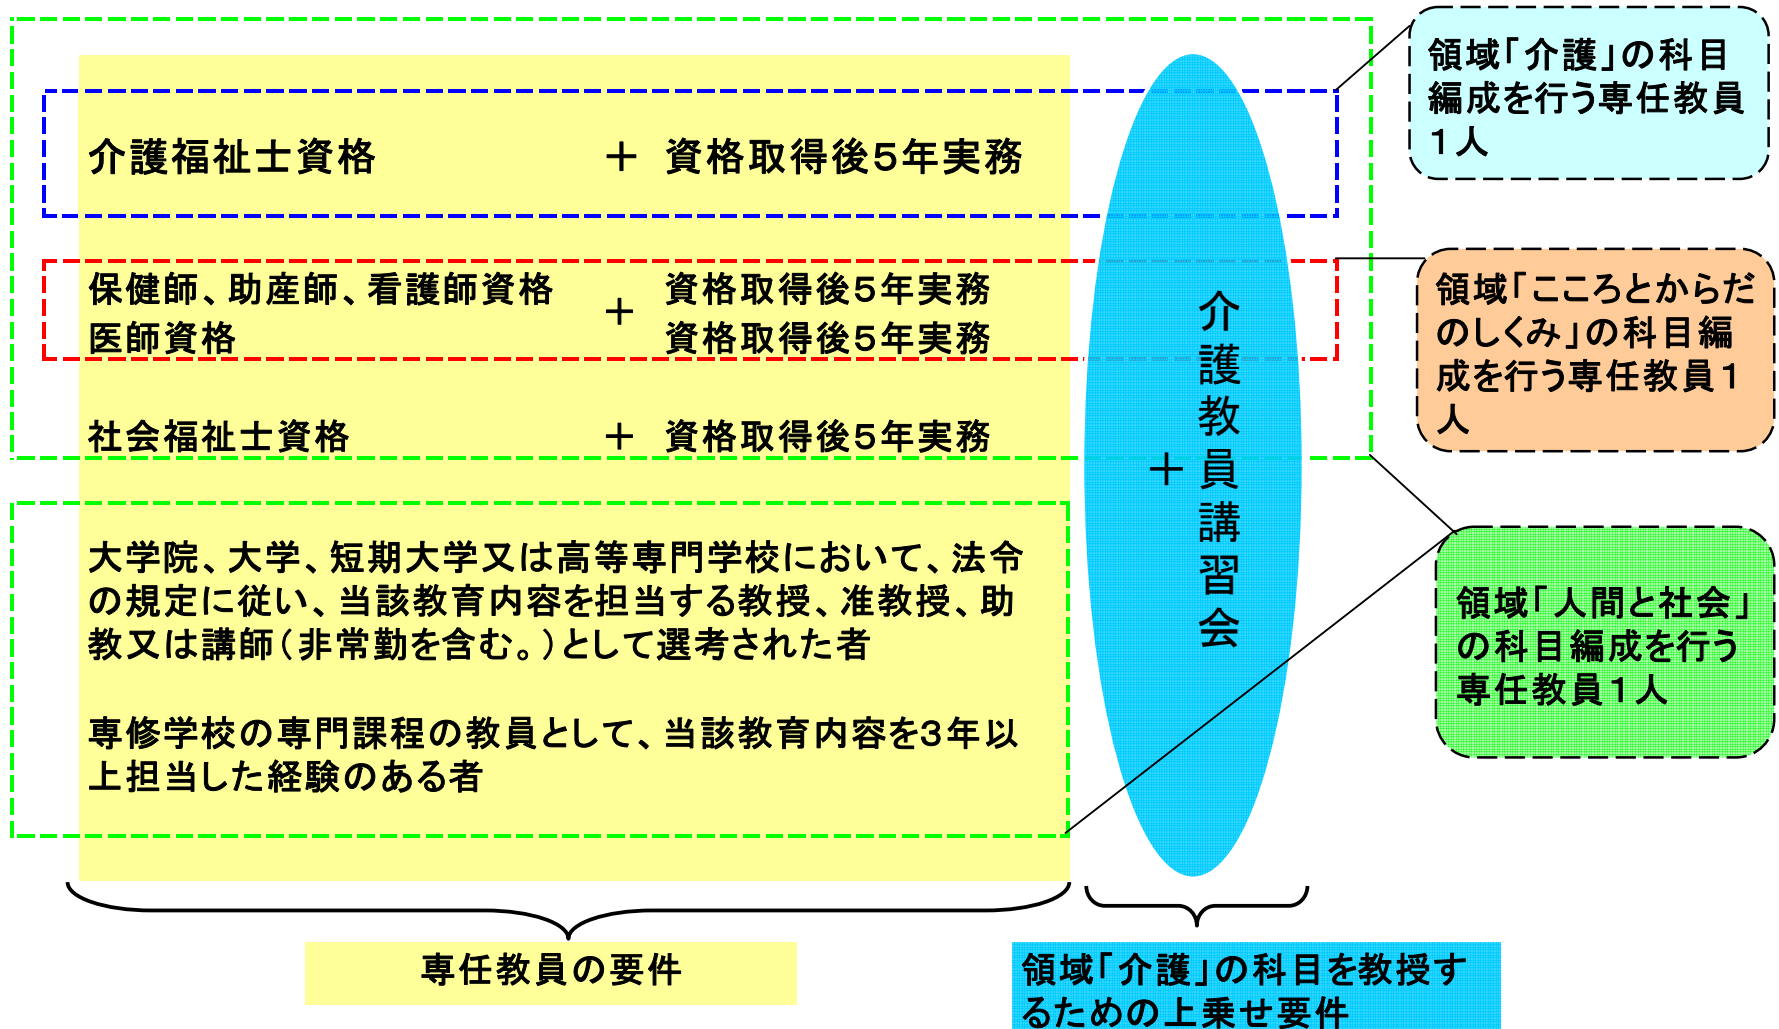 領域「介護」の科目
編成を行う専任教員
１人
介護福祉士資格 ＋ 資格取得後５年実務
保健師、助産師、看護師資格 ＋ 資格取得後５年実務
医師資格 資格取得後５年実務
社会福祉士資格 ＋ 資格取得後５年実務
領域「こころとからだ
のしくみ」の科目編
成を行う専任教員１
人
＋
介護教員講習会
大学院、大学、短期大学又は高等専門学校において、法令
の規定に従い、当該教育内容を担当する教授、准教授、助
教又は講師（非常勤を含む。）として選考された者
専修学校の専門課程の教員として、当該教育内容を３年以
上担当した経験のある者
領域「人間と社会」
の科目編成を行う
専任教員１人
専任教員の要件
領域「介護」の科目を教授す
るための上乗せ要件